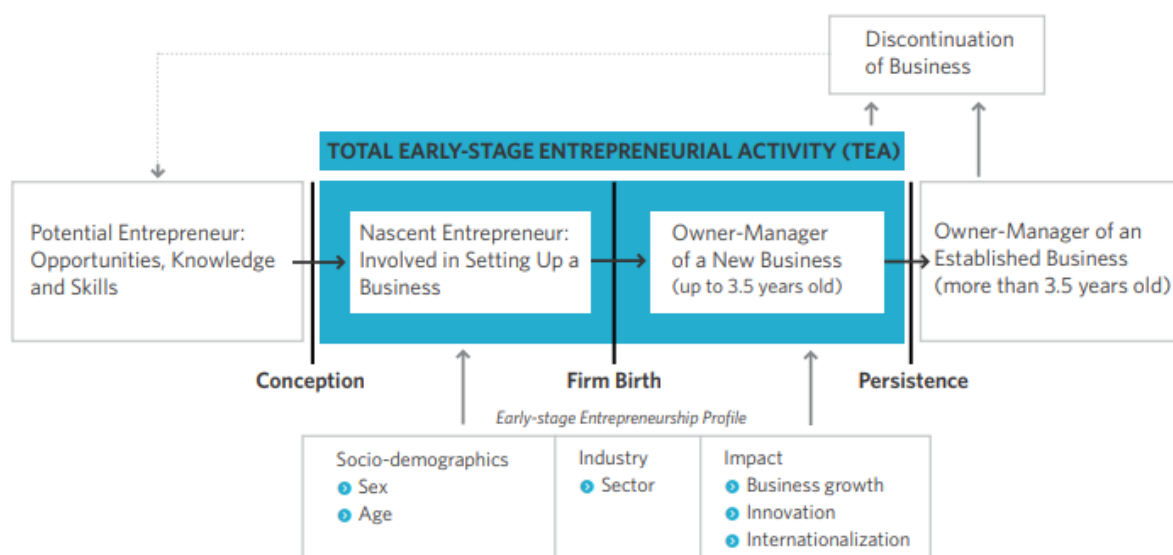 Discontinuation
of Business
TOTAL EARLY-STAGE ENTREPRENEURIAL ACTIVITY (TEA)
Potential Entrepreneur:
Opportunities, Knowledge
and Skills
Nascent Entrepreneur:
Involved in Setting Up a
Business
Owner-Manager
of a New Business
(up to 3.5 years old)
Owner-Manager of an
Established Business
(more than 3.5 years old)
Conception
Firm Birth
Persistence
Early-stage Entrepreneurship Profile
Socio-demographics
Sex
Age
Industry
Sector
Impact
Business growth
Innovation
Internationalization